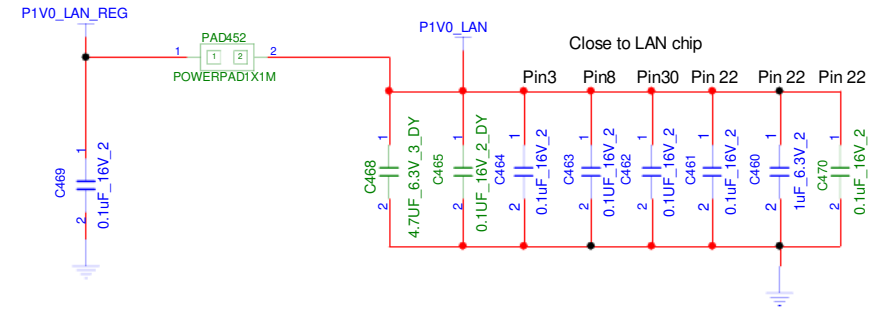 P1V0_LAN_REG
PAD452
1
1
2
2
POWERPAD1X1M
P1V0_LAN
Close to LAN chip
Pin3
Pin8
Pin30
Pin 22
Pin 22
Pin 22
1
2
C469
0.1uF_16V_2
1
2
C468
4.7UF_6.3V_3_DY
1
2
C465
0.1UF_16V_2_DY
1
2
C464
0.1uF_16V_2
1
2
C463
0.1UF_16V_2
1
2
C462
0.1UF_16V_2
1
2
C461
0.1uF_16V_2
1
2
C460
1uF_6.3V_2
1
2
C470
0.1uF_16V_2